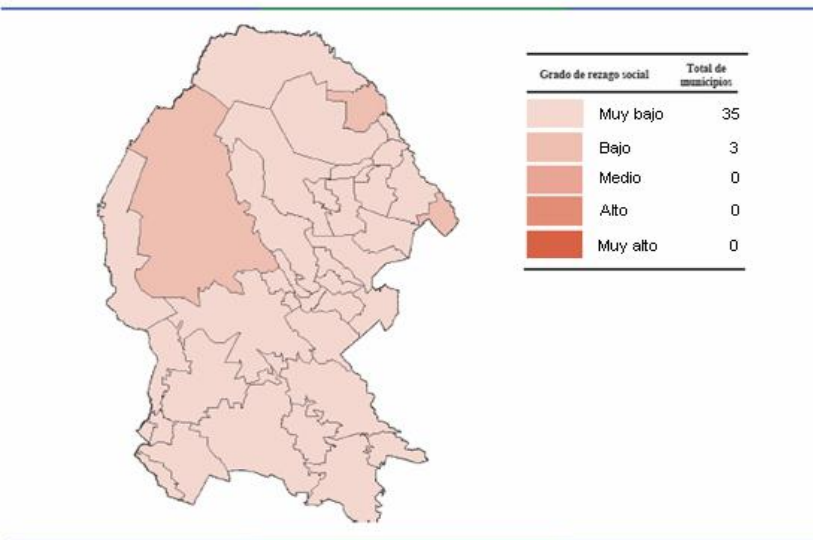 Grado de rezago social Total de
municipios
Muy bajo 35
Bajo 3
Medio 0
Alto 0
Muy alto 0